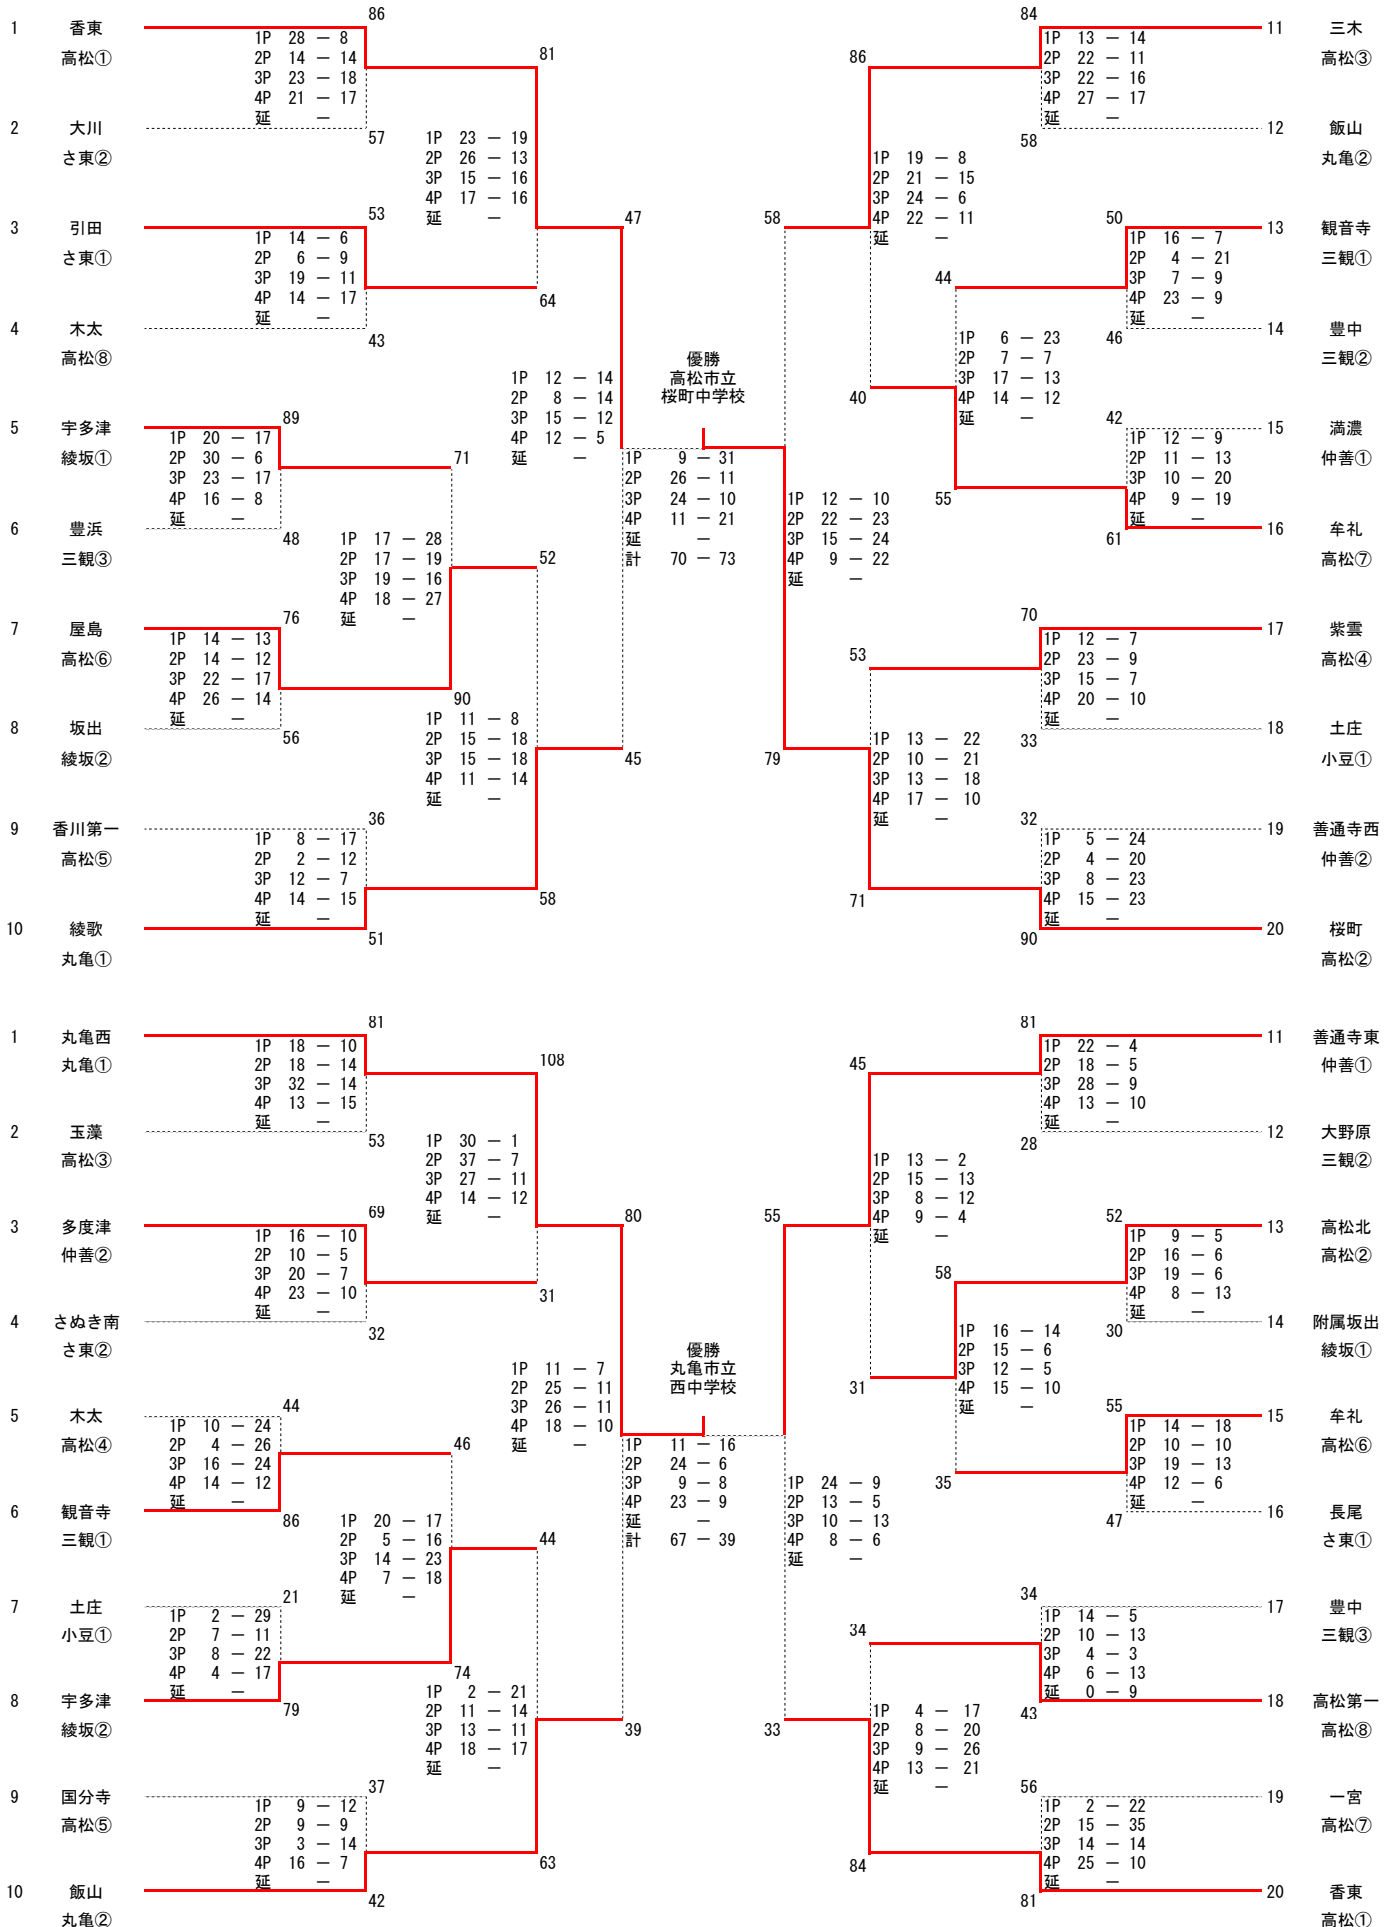 1 香東 86
高松①
1P 28 － 8
2P 14 － 14
3P 23 － 18
4P 21 － 17
延 －
2 大川 57
さ東②
81
1P 23 － 19
2P 26 － 13
3P 15 － 16
4P 17 － 16
延 －
64
3 引田 53
さ東①
1P 14 － 6
2P 6 － 9
3P 19 － 11
4P 14 － 17
延 －
4 木太 43
高松⑧
47
1P 12 － 14
2P 8 － 14
3P 15 － 12
4P 12 － 5
延 －
45
5 宇多津 89
綾坂①
1P 20 － 17
2P 30 － 6
3P 23 － 17
4P 16 － 8
延 －
6 豊浜 48
三観③
71
1P 17 － 28
2P 17 － 19
3P 19 － 16
4P 18 － 27
延 －
90
7 屋島 76
高松⑥
1P 14 － 13
2P 14 － 12
3P 22 － 17
4P 26 － 14
延 －
8 坂出 56
綾坂②
52
1P 11 － 8
2P 15 － 18
3P 15 － 18
4P 11 － 14
延 －
58
9 香川第一 36
高松⑤
1P 8 － 17
2P 2 － 12
3P 12 － 7
4P 14 － 15
延 －
10 綾歌 51
丸亀①
優勝
高松市立
桜町中学校
1P 9 － 31
2P 26 － 11
3P 24 － 10
4P 11 － 21
延 －
計 70 － 73
84 11 三木
高松③
1P 13 － 14
2P 22 － 11
3P 22 － 16
4P 27 － 17
延 －
58 12 飯山
丸亀②
86
1P 19 － 8
2P 21 － 15
3P 24 － 6
4P 22 － 11
延 －
40
50 13 観音寺
三観①
1P 16 － 7
2P 4 － 21
3P 7 － 9
4P 23 － 9
延 －
46 14 豊中
三観②
44
1P 6 － 23
2P 7 － 7
3P 17 － 13
4P 14 － 12
延 －
55
42 15 満濃
仲善①
1P 12 － 9
2P 11 － 13
3P 10 － 20
4P 9 － 19
延 －
61 16 牟礼
高松⑦
58
1P 12 － 10
2P 22 － 23
3P 15 － 24
4P 9 － 22
延 －
79
70 17 紫雲
高松④
1P 12 － 7
2P 23 － 9
3P 15 － 7
4P 20 － 10
延 －
33 18 土庄
小豆①
53
1P 13 － 22
2P 10 － 21
3P 13 － 18
4P 17 － 10
延 －
71
32 19 善通寺西
仲善②
1P 5 － 24
2P 4 － 20
3P 8 － 23
4P 15 － 23
延 －
90 20 桜町
高松②
1 丸亀西 81
丸亀①
1P 18 － 10
2P 18 － 14
3P 32 － 14
4P 13 － 15
延 －
2 玉藻 53
高松③
108
1P 30 － 1
2P 37 － 7
3P 27 － 11
4P 14 － 12
延 －
31
3 多度津 69
仲善②
1P 16 － 10
2P 10 － 5
3P 20 － 7
4P 23 － 10
延 －
4 さぬき南 32
さ東②
80
1P 11 － 7
2P 25 － 11
3P 26 － 11
4P 18 － 10
延 －
39
5 木太 44
高松④
1P 10 － 24
2P 4 － 26
3P 16 － 24
4P 14 － 12
延 －
6 観音寺 86
三観①
46
1P 20 － 17
2P 5 － 16
3P 14 － 23
4P 7 － 18
延 －
74
7 土庄 21
小豆①
1P 2 － 29
2P 7 － 11
3P 8 － 22
4P 4 － 17
延 －
8 宇多津 79
綾坂②
44
1P 2 － 21
2P 11 － 14
3P 13 － 11
4P 18 － 17
延 －
63
9 国分寺 37
高松⑤
1P 9 － 12
2P 9 － 9
3P 3 － 14
4P 16 － 7
延 －
10 飯山 42
丸亀②
優勝
丸亀市立
西中学校
1P 11 － 16
2P 24 － 6
3P 9 － 8
4P 23 － 9
延 －
計 67 － 39
81 11 善通寺東
仲善①
1P 22 － 4
2P 18 － 5
3P 28 － 9
4P 13 － 10
延 －
28 12 大野原
三観②
45
1P 13 － 2
2P 15 － 13
3P 8 － 12
4P 9 － 4
延 －
31
52 13 高松北
高松②
1P 9 － 5
2P 16 － 6
3P 19 － 6
4P 8 － 13
延 －
30 14 附属坂出
綾坂①
58
1P 16 － 14
2P 15 － 6
3P 12 － 5
4P 15 － 10
延 －
35
55 15 牟礼
高松⑥
1P 14 － 18
2P 10 － 10
3P 19 － 13
4P 12 － 6
延 －
47 16 長尾
さ東①
55
1P 24 － 9
2P 13 － 5
3P 10 － 13
4P 8 － 6
延 －
33
34 17 豊中
三観③
1P 14 － 5
2P 10 － 13
3P 4 － 3
4P 6 － 13
延 0 － 9
43 18 高松第一
高松⑧
34
1P 4 － 17
2P 8 － 20
3P 9 － 26
4P 13 － 21
延 －
84
56 19 一宮
高松⑦
1P 2 － 22
2P 15 － 35
3P 14 － 14
4P 25 － 10
延 －
81 20 香東
高松①